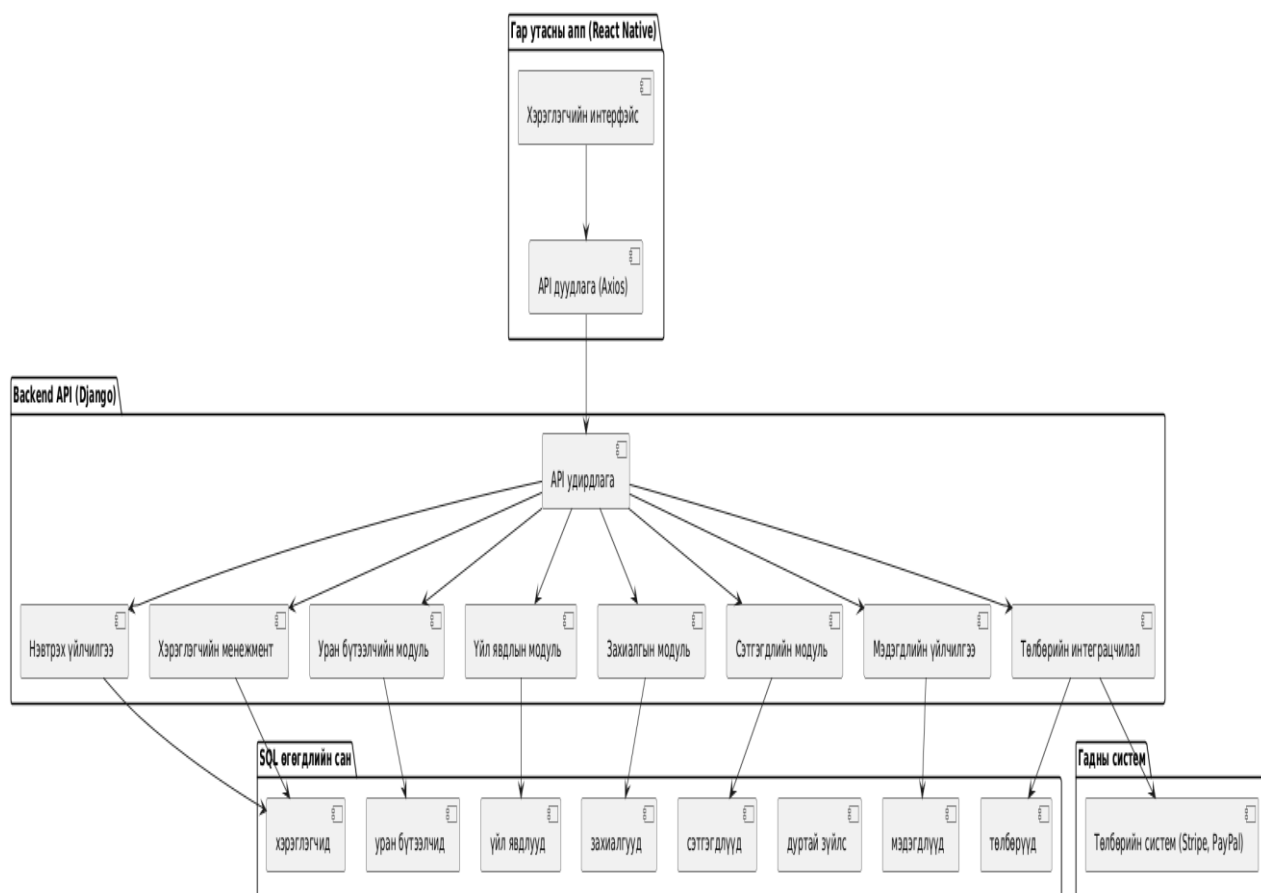 Гар утасны апп (React Native)
Хэрэглэгчийн интерфэйс
API дуудлага (Axios)
Backend API (Django)
API удирдлага
Нэвтрэх үйлчилгээ
Хэрэглэгчийн менежмент
Уран бүтээлчийн модуль
Үйл явдлын модуль
Захиалгын модуль
Сэтгэгдлийн модуль
Мэдэгдлийн үйлчилгээ
Төлбөрийн интеграцчилал
SQL өгөгдлийн сан
Гадны систем
хэрэглэгчид
уран бүтээлчид
үйл явдлууд
захиалгууд
сэтгэгдлүүд
дуртай зүйлс
мэдэгдлүүд
төлбөрүүд
Төлбөрийн систем (Stripe, PayPal)